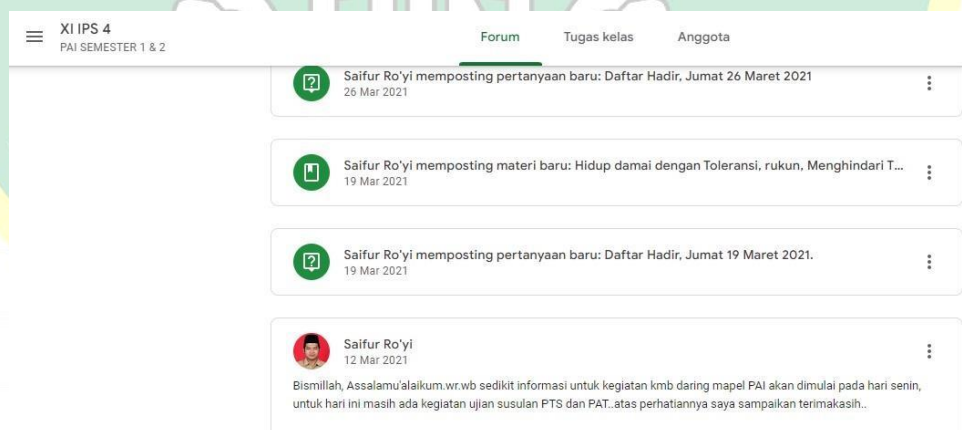 XI IPS 4
PAI SEMESTER 1 & 2
Forum Tugas kelas Anggota
Saifur Ro'yi memposting pertanyaan baru: Daftar Hadir, Jumat 26 Maret 2021
26 Mar 2021
Saifur Ro'yi memposting materi baru: Hidup damai dengan Toleransi, rukun, Menghindari T...
19 Mar 2021
Saifur Ro'yi memposting pertanyaan baru: Daftar Hadir, Jumat 19 Maret 2021.
19 Mar 2021
Saifur Ro'yi
12 Mar 2021
Bismillah, Assalamu'alaikum.wr.wb sedikit informasi untuk kegiatan kmb daring mapel PAI akan dimulai pada hari senin,
untuk hari ini masih ada kegiatan ujian susulan PTS dan PAT..atas perhatiannya saya sampaikan terimakasih..